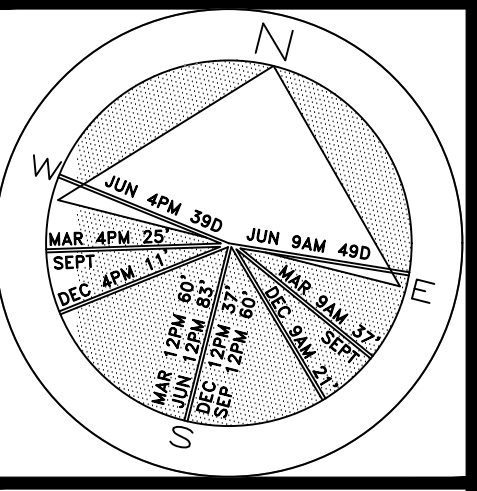 N
W
JUN 4PM 39D
JUN 9AM 49D
MAR 4PM 25'
SEPT
DEC 4PM 11'
E
MAR 9AM 37'
SEPT
DEC 9AM 21'
MAR 12PM 60'
JUN 12PM 83'
DEC 12PM 37'
SEP 12PM 60'
S